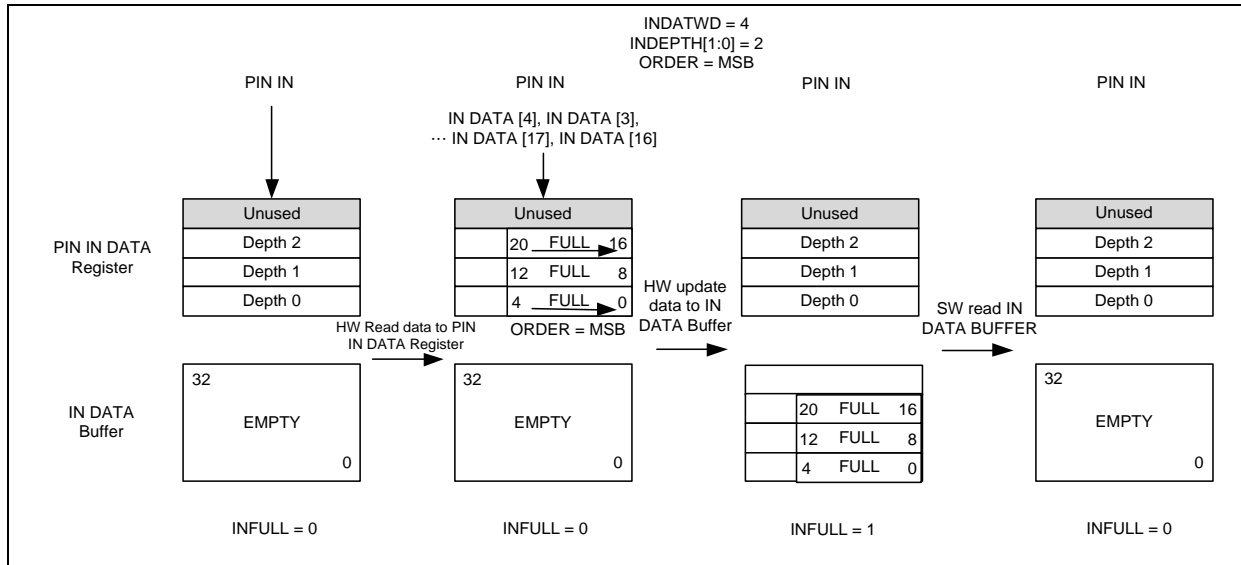 INDATWD = 4
INDEPTH[1:0] = 2
ORDER = MSB
PIN IN
PIN IN
PIN IN
PIN IN
IN DATA [4], IN DATA [3],
··· IN DATA [17], IN DATA [16]
PIN IN DATA
Register
Unused
Depth 2
Depth 1
Depth 0
Unused
20 FULL 16
12 FULL 8
4 FULL 0
ORDER = MSB
Unused
Depth 2
Depth 1
Depth 0
Unused
Depth 2
Depth 1
Depth 0
HW Read data to PIN
IN DATA Register
HW update
data to IN
DATA Buffer
SW read IN
DATA BUFFER
IN DATA
Buffer
32
EMPTY
0
32
EMPTY
0
20 FULL 16
12 FULL 8
4 FULL 0
32
EMPTY
0
INFULL = 0
INFULL = 0
INFULL = 1
INFULL = 0